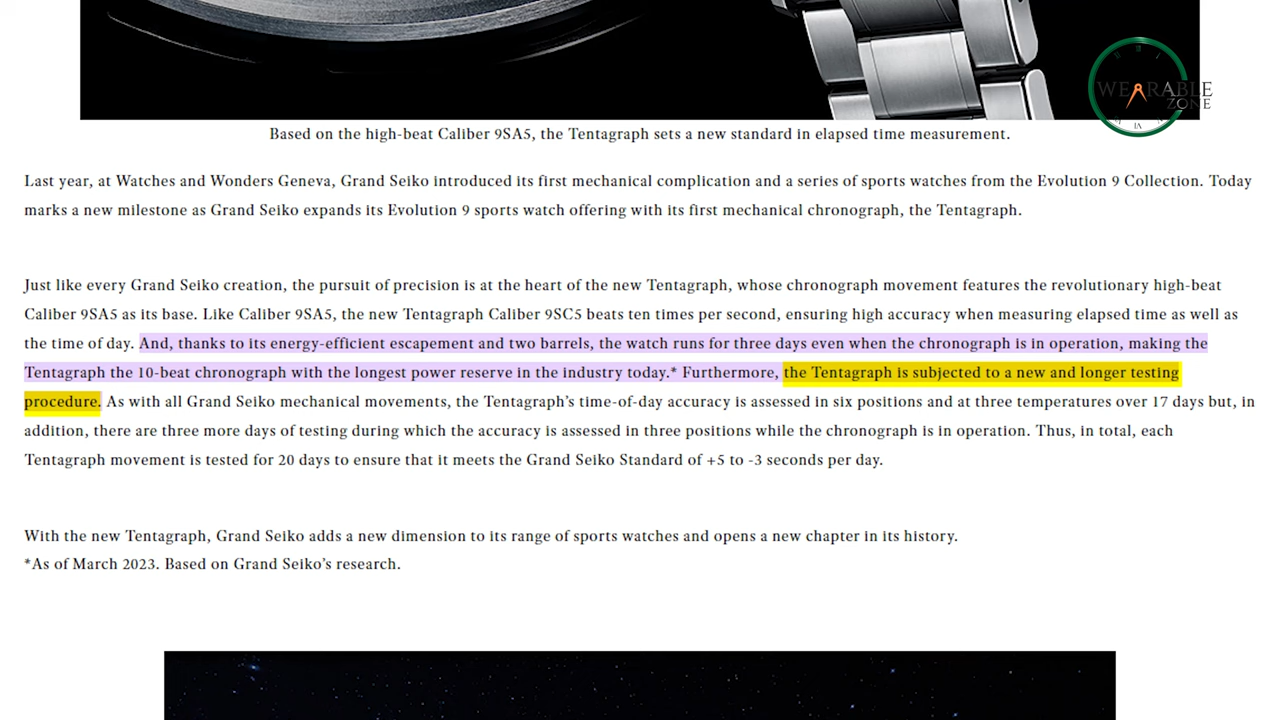 WEARABLE
ZONE
VI
Based on the high-beat Caliber 9SA5, the Tentagraph sets a new standard in elapsed time measurement.
Last year, at Watches and Wonders Geneva, Grand Seiko introduced its first mechanical complication and a series of sports watches from the Evolution 9 Collection. Today
marks a new milestone as Grand Seiko expands its Evolution 9 sports watch offering with its first mechanical chronograph, the Tentagraph.
Just like every Grand Seiko creation, the pursuit of precision is at the heart of the new Tentagraph, whose chronograph movement features the revolutionary high-beat
Caliber 9SA5 as its base. Like Caliber 9SA5, the new Tentagraph Caliber 9SC5 beats ten times per second, ensuring high accuracy when measuring elapsed time as well as
the time of day. And, thanks to its energy-efficient escapement and two barrels, the watch runs for three days even when the chronograph is in operation, making the
Tentagraph the 10-beat chronograph with the longest power reserve in the industry today.* Furthermore, the Tentagraph is subjected to a new and longer testing
procedure. As with all Grand Seiko mechanical movements, the Tentagraph’s time-of-day accuracy is assessed in six positions and at three temperatures over 17 days but, in
addition, there are three more days of testing during which the accuracy is assessed in three positions while the chronograph is in operation. Thus, in total, each
Tentagraph movement is tested for 20 days to ensure that it meets the Grand Seiko Standard of +5 to -3 seconds per day.
With the new Tentagraph, Grand Seiko adds a new dimension to its range of sports watches and opens a new chapter in its history.
*As of March 2023. Based on Grand Seiko’s research.